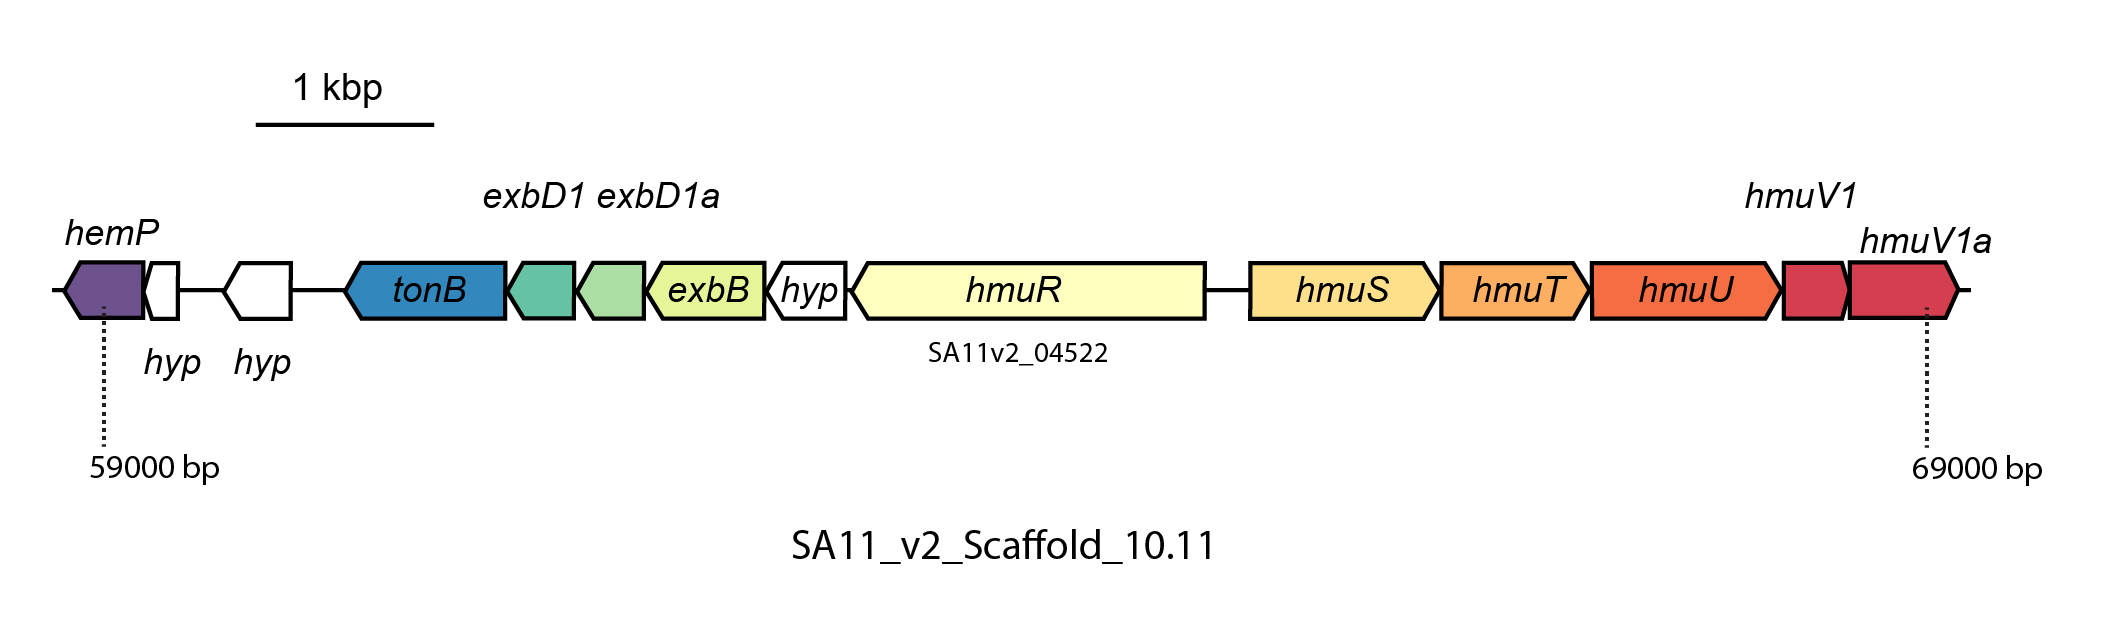 1 kbp
exbD1 exbD1a
hmuV1
hemP
hmuV1a
tonB
exbB
hyp
hmuR
hmuS
hmuT
hmuU
hyp
hyp
SA11v2_04522
59000 bp
69000 bp
SA11_v2_Scaffold_10.11